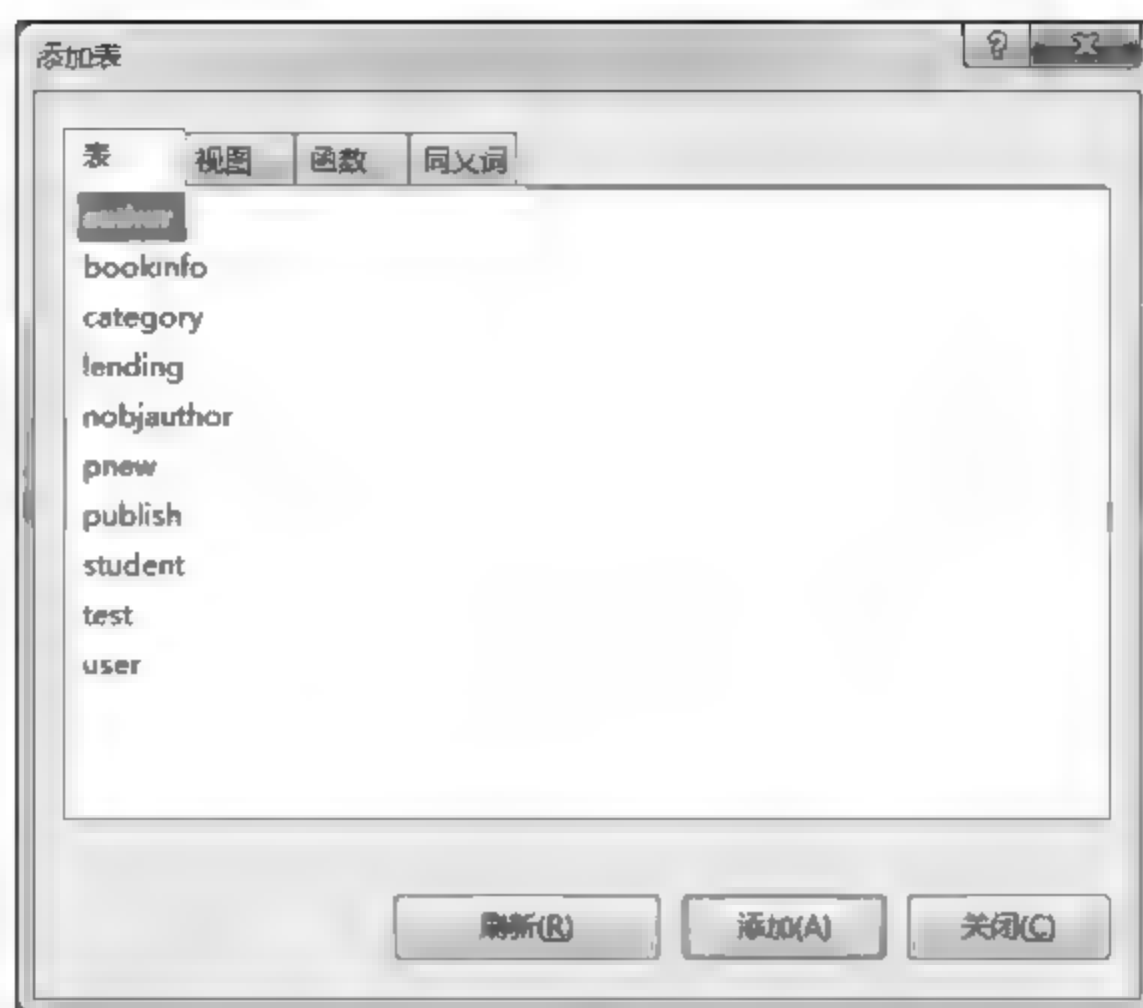 添加表
表 视图 函数 同义词
author
bookinfo
category
lending
nobjauthor
pnew
publish
student
test
user
刷新(R) 添加(A) 关闭(C)